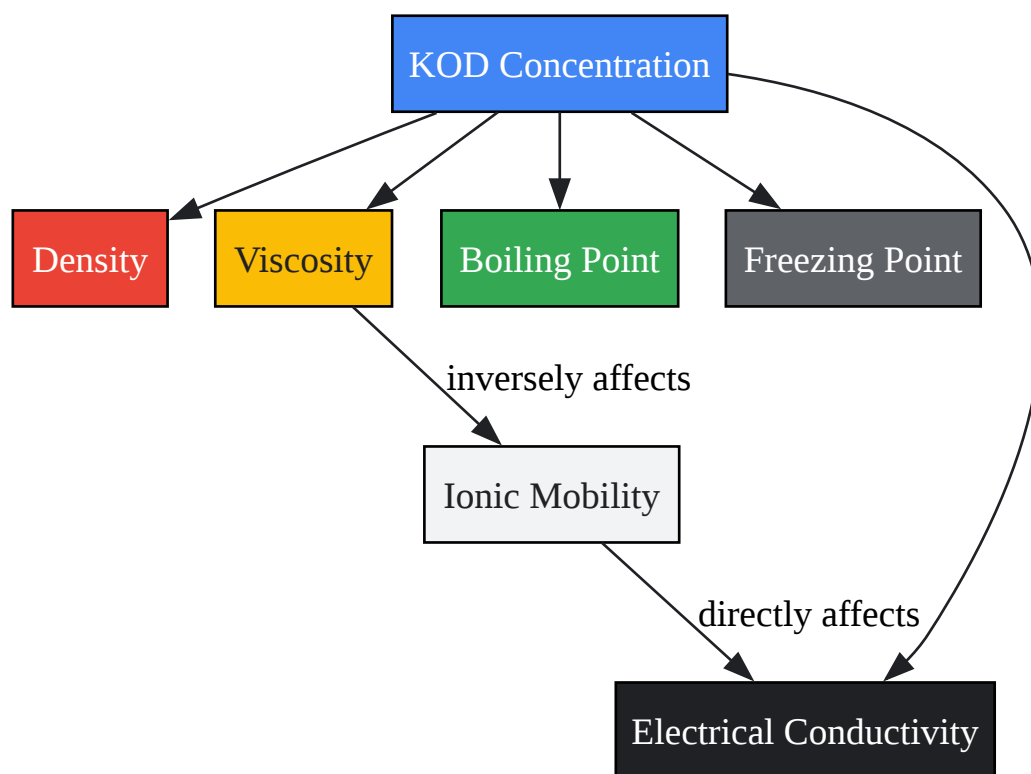 KOD Concentration
Density
Viscosity
Boiling Point
Freezing Point
inversely affects
Ionic Mobility
directly affects
Electrical Conductivity